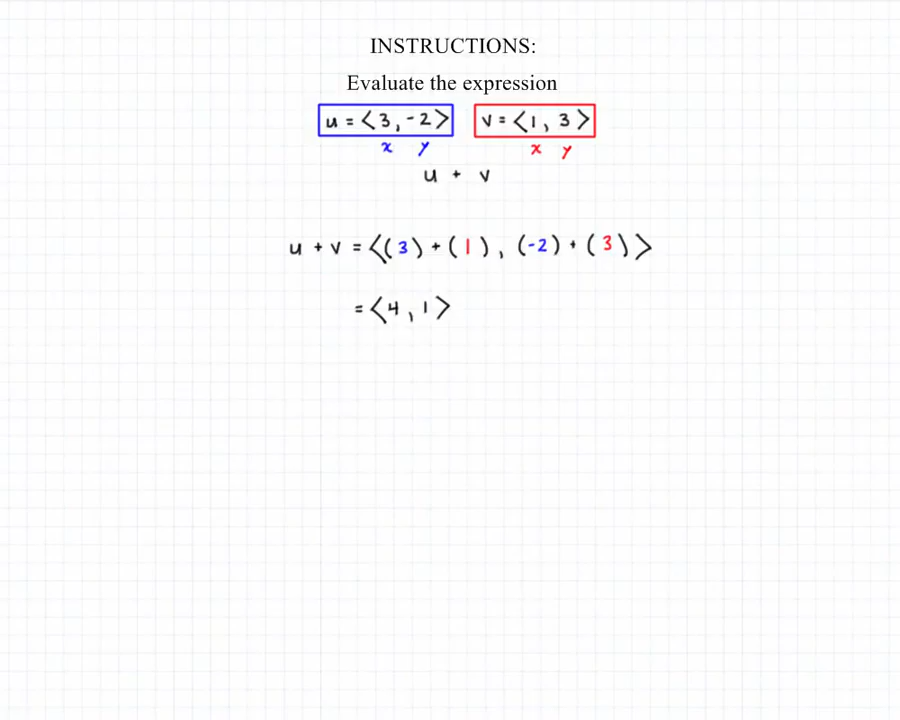 INSTRUCTIONS:
Evaluate the expression
u = <3, -2> v = <1, 3>
x y x y
u + v
u + v = <(3) + (1), (-2) + (3)>
= <4, 1>